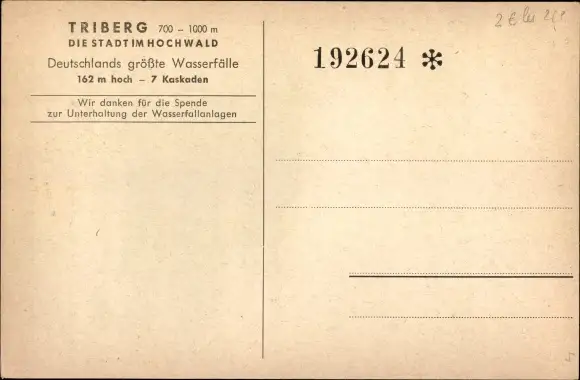 TRIBERG 700 – 1000 m
DIE STADT IM HOCHWALD
Deutschlands größte Wasserfälle
162 m hoch – 7 Kaskaden
Wir danken für die Spende
zur Unterhaltung der Wasserfallanlagen
192624 *